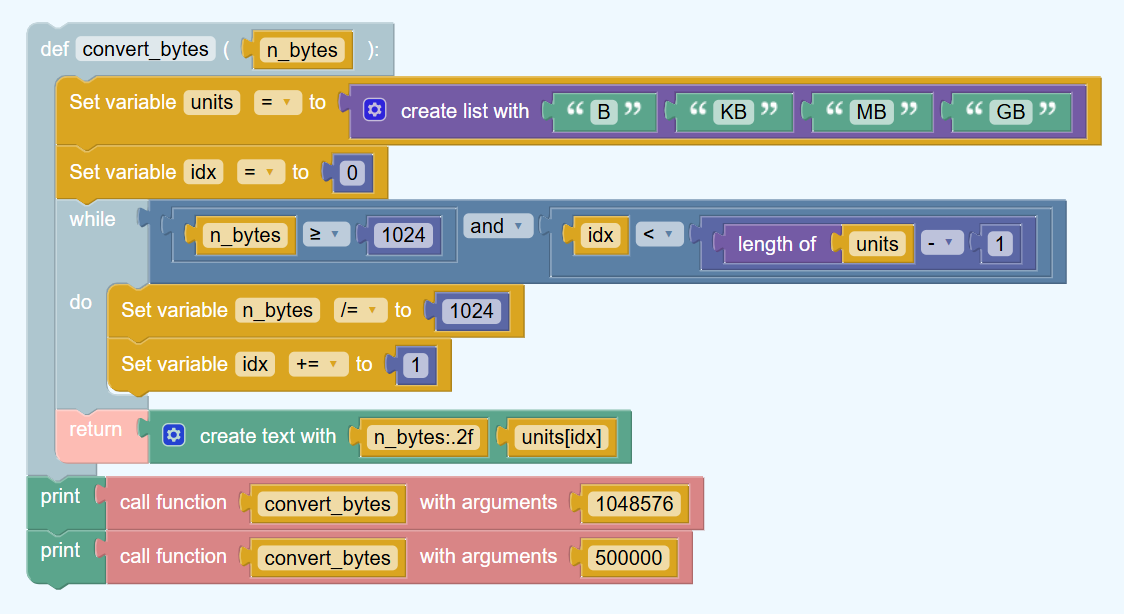 def convert_bytes ( n_bytes ):
Set variable units = to create list with “ B ” “ KB ” “ MB ” “ GB ”
Set variable idx = to 0
while n_bytes ≥ 1024 and idx < length of units - 1
do Set variable n_bytes /= to 1024
Set variable idx += to 1
return create text with n_bytes:.2f units[idx]
print call function convert_bytes with arguments 1048576
print call function convert_bytes with arguments 500000